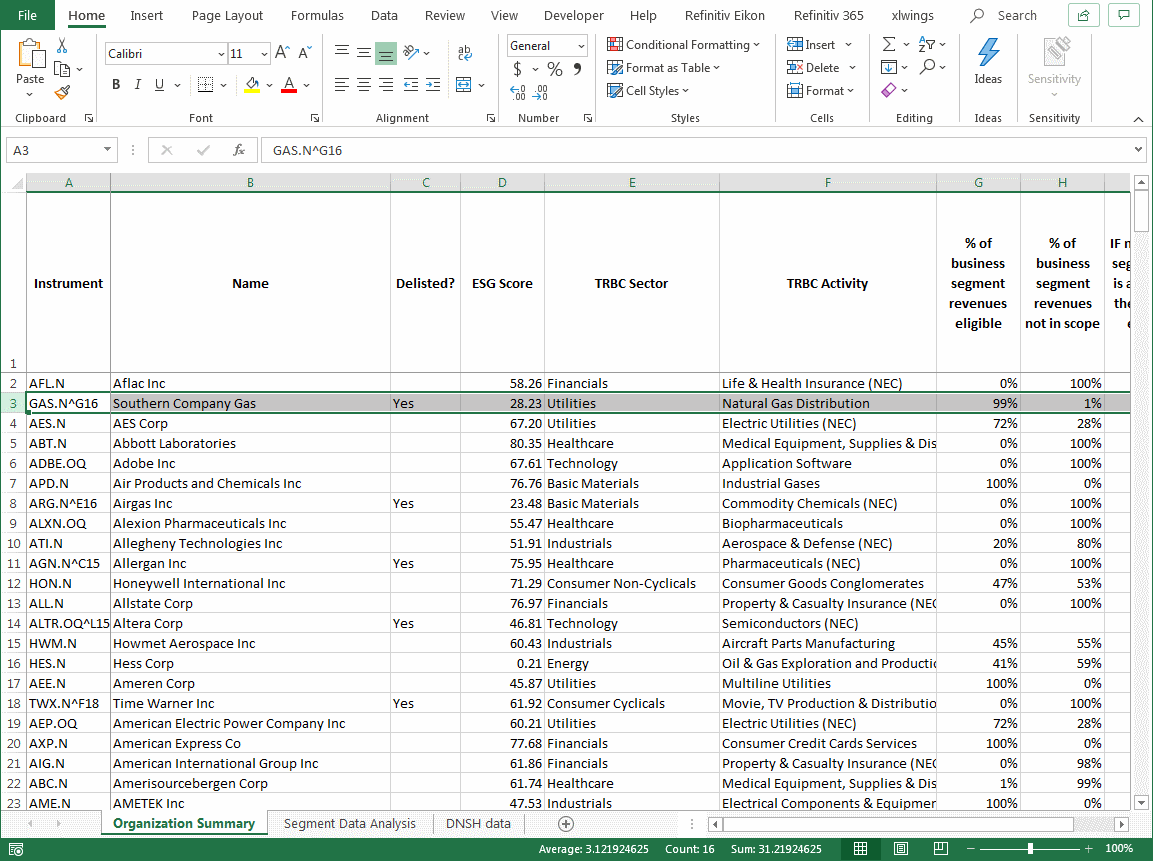 File Home Insert Page Layout Formulas Data Review View Developer Help Refinitiv Eikon Refinitiv 365 xlwings Search
Calibri 11 General Conditional Formatting Insert
Paste $ % Format as Table Delete Ideas Sensitivity
B I U A Cell Styles Format
Clipboard Font Alignment Number Styles Cells Editing Ideas Sensitivity
A3 fx GAS.N^G16
A B C D E F G H
Instrument Name Delisted? ESG Score TRBC Sector TRBC Activity % of business segment revenues eligible % of business segment revenues not in scope
1
2 AFL.N Aflac Inc 58.26 Financials Life & Health Insurance (NEC) 0% 100%
3 GAS.N^G16 Southern Company Gas Yes 28.23 Utilities Natural Gas Distribution 99% 1%
4 AES.N AES Corp 67.20 Utilities Electric Utilities (NEC) 72% 28%
5 ABT.N Abbott Laboratories 80.35 Healthcare Medical Equipment, Supplies & Dis 0% 100%
6 ADBE.OQ Adobe Inc 67.61 Technology Application Software 0% 100%
7 APD.N Air Products and Chemicals Inc 76.76 Basic Materials Industrial Gases 100% 0%
8 ARG.N^E16 Airgas Inc Yes 23.48 Basic Materials Commodity Chemicals (NEC) 0% 100%
9 ALXN.OQ Alexion Pharmaceuticals Inc 55.47 Healthcare Biopharmaceuticals 0% 100%
10 ATI.N Allegheny Technologies Inc 51.91 Industrials Aerospace & Defense (NEC) 20% 80%
11 AGN.N^C15 Allergan Inc Yes 75.95 Healthcare Pharmaceuticals (NEC) 0% 100%
12 HON.N Honeywell International Inc 71.29 Consumer Non-Cyclicals Consumer Goods Conglomerates 47% 53%
13 ALL.N Allstate Corp 76.97 Financials Property & Casualty Insurance (NEC 0% 100%
14 ALTR.OQ^L15 Altera Corp Yes 46.81 Technology Semiconductors (NEC)
15 HWM.N Howmet Aerospace Inc 60.43 Industrials Aircraft Parts Manufacturing 45% 55%
16 HES.N Hess Corp 0.21 Energy Oil & Gas Exploration and Productio 41% 59%
17 AEE.N Ameren Corp 45.87 Utilities Multiline Utilities 100% 0%
18 TWX.N^F18 Time Warner Inc Yes 61.92 Consumer Cyclicals Movie, TV Production & Distributio 0% 100%
19 AEP.OQ American Electric Power Company Inc 60.21 Utilities Electric Utilities (NEC) 72% 28%
20 AXP.N American Express Co 77.68 Financials Consumer Credit Cards Services 100% 0%
21 AIG.N American International Group Inc 61.86 Financials Property & Casualty Insurance (NEC 0% 98%
22 ABC.N Amerisourcebergen Corp 61.74 Healthcare Medical Equipment, Supplies & Dis 1% 99%
23 AME.N AMETEK Inc 47.53 Industrials Electrical Components & Equipmen 100% 0%
Organization Summary Segment Data Analysis DNSH data
Average: 3.121924625 Count: 16 Sum: 31.21924625 100%